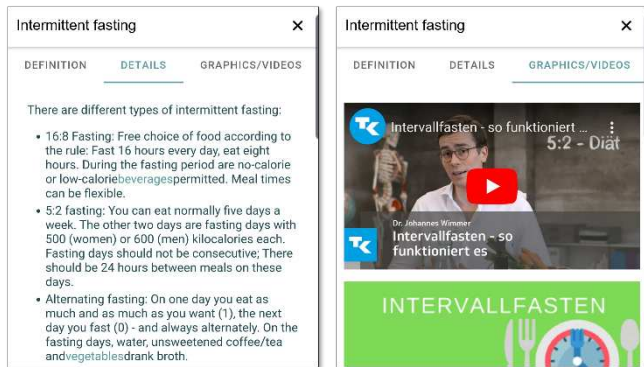 Intermittent fasting ×
DEFINITION DETAILS GRAPHICS/VIDEOS
There are different types of intermittent fasting:
• 16:8 Fasting: Free choice of food according to
the rule: Fast 16 hours every day, eat eight
hours. During the fasting period are no-calorie
or low-caloriebeveragespermitted. Meal times
can be flexible.
• 5:2 fasting: You can eat normally five days a
week. The other two days are fasting days with
500 (women) or 600 (men) kilocalories each.
Fasting days should not be consecutive; There
should be 24 hours between meals on these
days.
• Alternating fasting: On one day you eat as
much and as much as you want (1), the next
day you fast (0) - and always alternately. On the
fasting days, water, unsweetened coffee/tea
andvegetablesdrank broth.
Intermittent fasting ×
DEFINITION DETAILS GRAPHICS/VIDEOS
TK
Intervallfasten - so funktioniert ...
5:2 - Diät
Dr. Johannes Wimmer
TK
Intervallfasten - so
funktioniert es
INTERVALLFASTEN